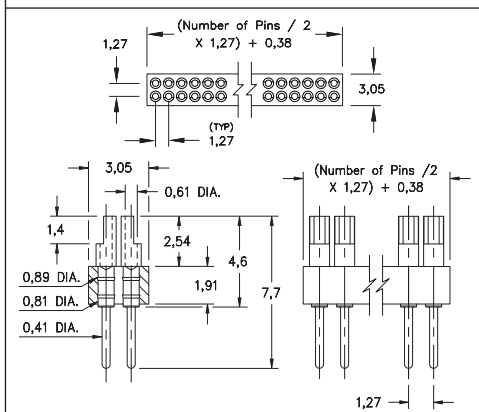 (Number of Pins / 2
X 1,27) + 0,38
1,27
3,05
(TYP)
1,27
3,05
0,61 DIA.
(Number of Pins /2
X 1,27) + 0,38
1,4
2,54
4,6
7,7
1,91
0,89 DIA.
0,81 DIA.
0,41 DIA.
1,27